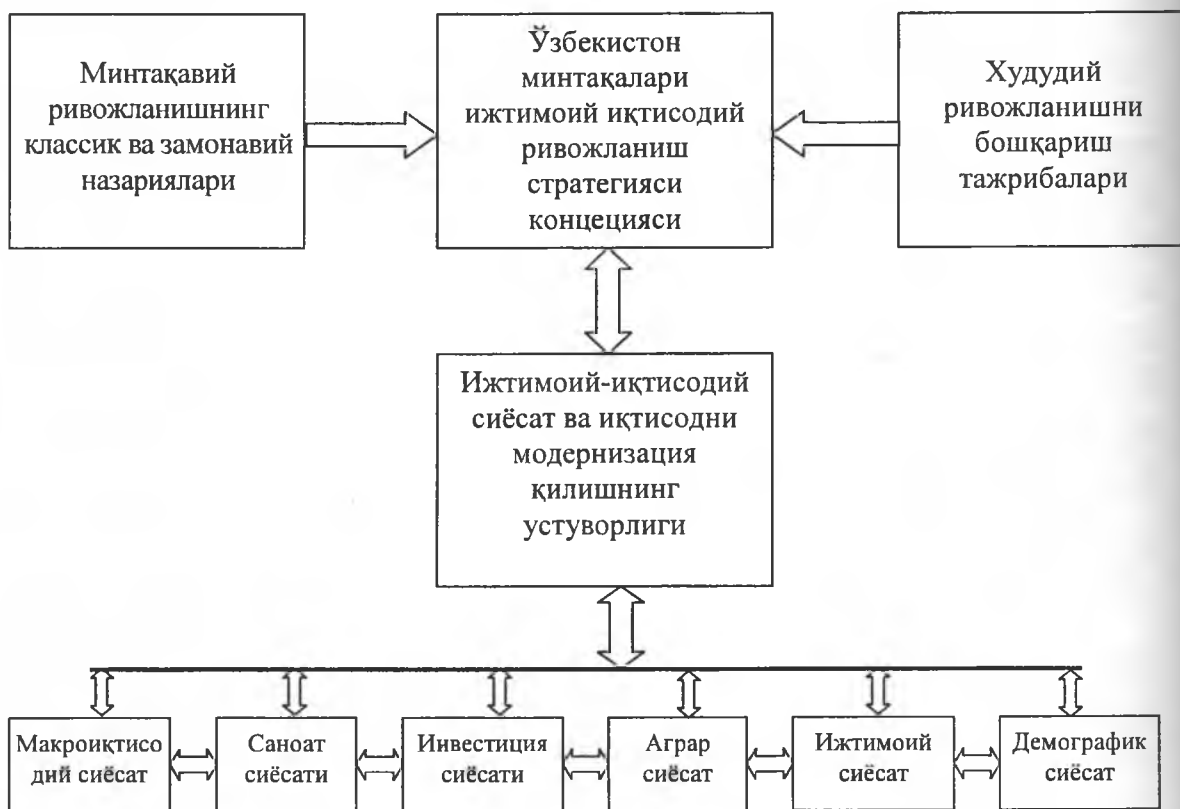 Минтақавий
ривожланишнинг
классик ва замонавий
назариялари
Ўзбекистон
минтақалари
ижтимоий иқтисодий
ривожланиш
стратегияси
концецияси
Худудий
ривожланишни
бошқариш
тажрибалари
Ижтимоий-иқтисодий
сиёсат ва иқтисодни
модернизация
қилишнинг
устуворлиги
Макроиқтисо
дий сиёсат
Саноат
сиёсати
Инвестиция
сиёсати
Аграр
сиёсат
Ижтимоий
сиёсат
Демографик
сиёсат